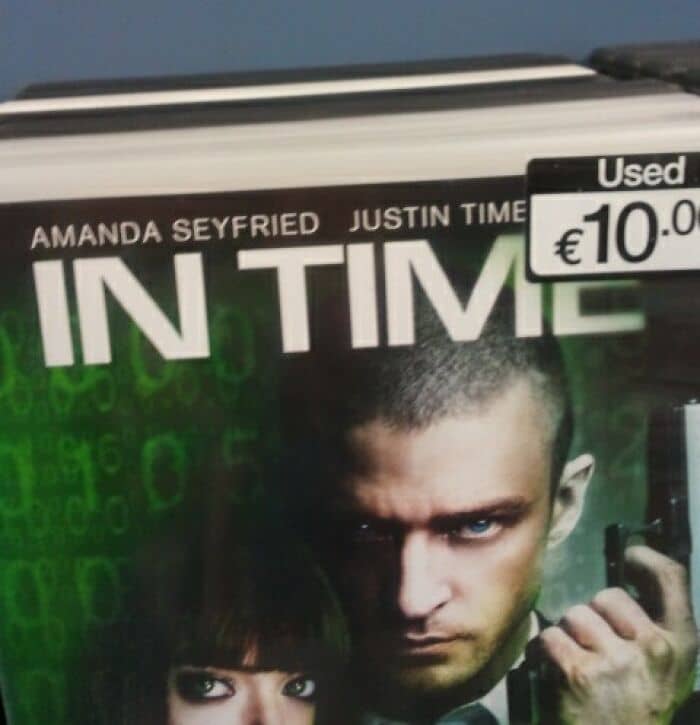 Used
€10.0
AMANDA SEYFRIED JUSTIN TIME
IN TIME